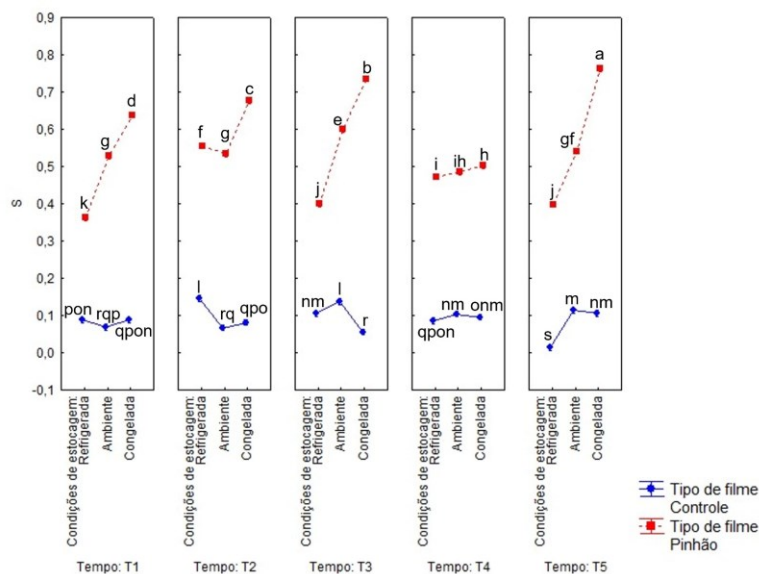 0,9
0,8
0,7
0,6
0,5
0,4
0,3
0,2
0,1
0,0
-0,1
S
k
g
d
pon
rqp
qpon
f
g
c
l
rq
qpo
j
e
b
nm
l
r
i
ih
h
qpon
nm
onm
j
gf
a
s
m
nm
Condições de estocagem:
Refrigerada
Ambiente
Congelada
Condições de estocagem:
Refrigerada
Ambiente
Congelada
Condições de estocagem:
Refrigerada
Ambiente
Congelada
Condições de estocagem:
Refrigerada
Ambiente
Congelada
Condições de estocagem:
Refrigerada
Ambiente
Congelada
Tempo: T1
Tempo: T2
Tempo: T3
Tempo: T4
Tempo: T5
Tipo de filme
Controle
Tipo de filme
Pinhão